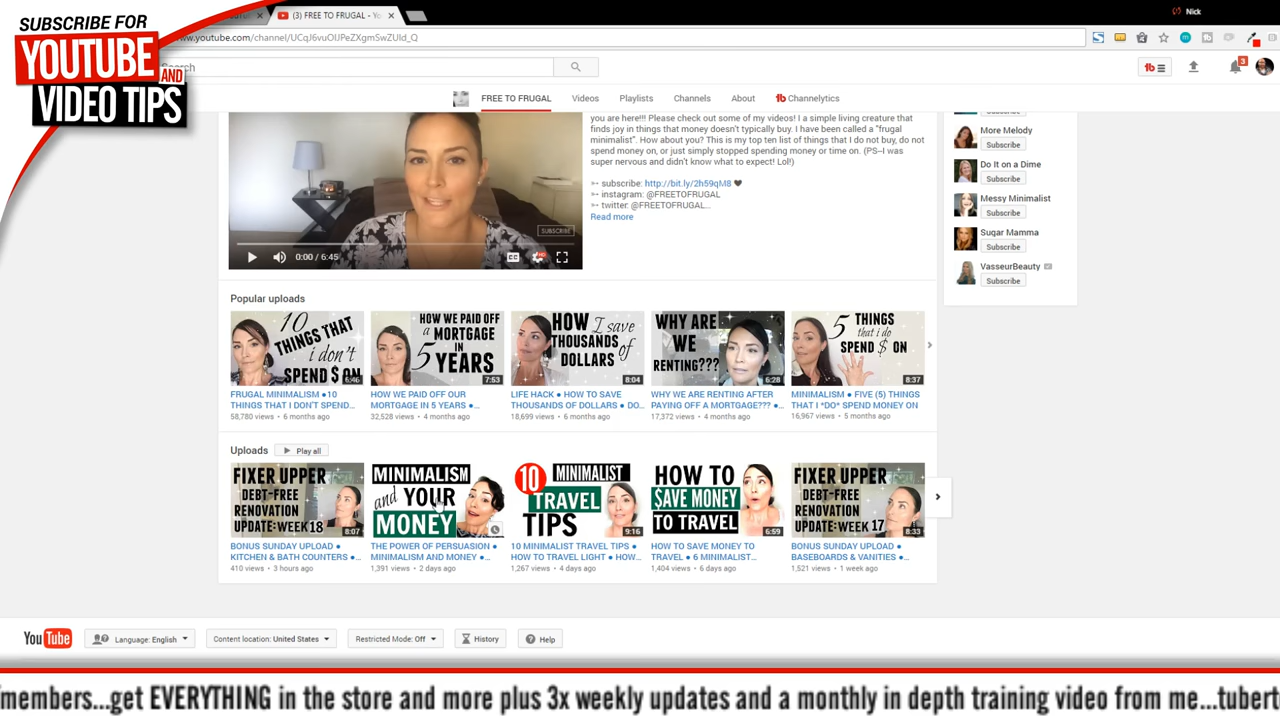 SUBSCRIBE FOR
YOUTUBE
AND
VIDEO TIPS
(3) FREE TO FRUGAL - Yo
Nick
www.youtube.com/channel/UCqJ6vuOlJPeZXgmSwZUld_Q
Search
3
FREE TO FRUGAL
Videos
Playlists
Channels
About
Channelytics
you are here!!! Please check out some of my videos! I a simple living creature that
finds joy in things that money doesn't typically buy. I have been called a "frugal
minimalist". How about you? This is my top ten list of things that I do not buy, do
not spend money on, or just simply stopped spending money or time on. (PS--I was
super nervous and didn't know what to expect! Lol!)
➳ subscribe: http://bit.ly/2h59qM8 ♥
➳ instagram: @FREETOFRUGAL
➳ twitter: @FREETOFRUGAL...
Read more
SUBSCRIBE
0:00 / 6:45
CC
HD
Subscribe
More Melody
Subscribe
Do It on a Dime
Subscribe
Messy Minimalist
Subscribe
Sugar Mamma
Subscribe
VasseurBeauty
Subscribe
Popular uploads
10
THINGS THAT
i don't
SPEND $ ON
6:46
HOW WE PAID OFF
a MORTGAGE
IN 5 YEARS
7:53
HOW I save
THOUSANDS of
DOLLARS
8:04
WHY ARE
WE
RENTING???
6:28
5 THINGS
that i do
SPEND $ ON
8:37
FRUGAL MINIMALISM ●10
THINGS THAT I DON'T SPEND...
58,780 views • 6 months ago
HOW WE PAID OFF OUR
MORTGAGE IN 5 YEARS ●...
32,528 views • 4 months ago
LIFE HACK ● HOW TO SAVE
THOUSANDS OF DOLLARS ● DO...
18,699 views • 6 months ago
WHY WE ARE RENTING AFTER
PAYING OFF A MORTGAGE??? ●...
17,372 views • 4 months ago
MINIMALISM ● FIVE (5) THINGS
THAT I *DO* SPEND MONEY ON
16,967 views • 5 months ago
Uploads
Play all
FIXER UPPER
DEBT-FREE
RENOVATION
UPDATE: WEEK 18
8:07
MINIMALISM
and YOUR
MONEY
10 MINIMALIST
TRAVEL
TIPS
9:16
HOW TO
$AVE MONEY
TO TRAVEL
6:59
FIXER UPPER
DEBT-FREE
RENOVATION
UPDATE: WEEK 17
8:33
BONUS SUNDAY UPLOAD ●
KITCHEN & BATH COUNTERS ●...
410 views • 3 hours ago
THE POWER OF PERSUASION ●
MINIMALISM AND MONEY ●...
1,391 views • 2 days ago
10 MINIMALIST TRAVEL TIPS ●
HOW TO TRAVEL LIGHT ● HOW...
1,267 views • 4 days ago
HOW TO SAVE MONEY TO
TRAVEL ● 6 MINIMALIST...
1,404 views • 6 days ago
BONUS SUNDAY UPLOAD ●
BASEBOARDS & VANITIES ●...
1,521 views • 1 week ago
YouTube
Language: English
Content location: United States
Restricted Mode: Off
History
Help
members...get EVERYTHING in the store and more plus 3x weekly updates and a monthly in depth training video from me...tubert